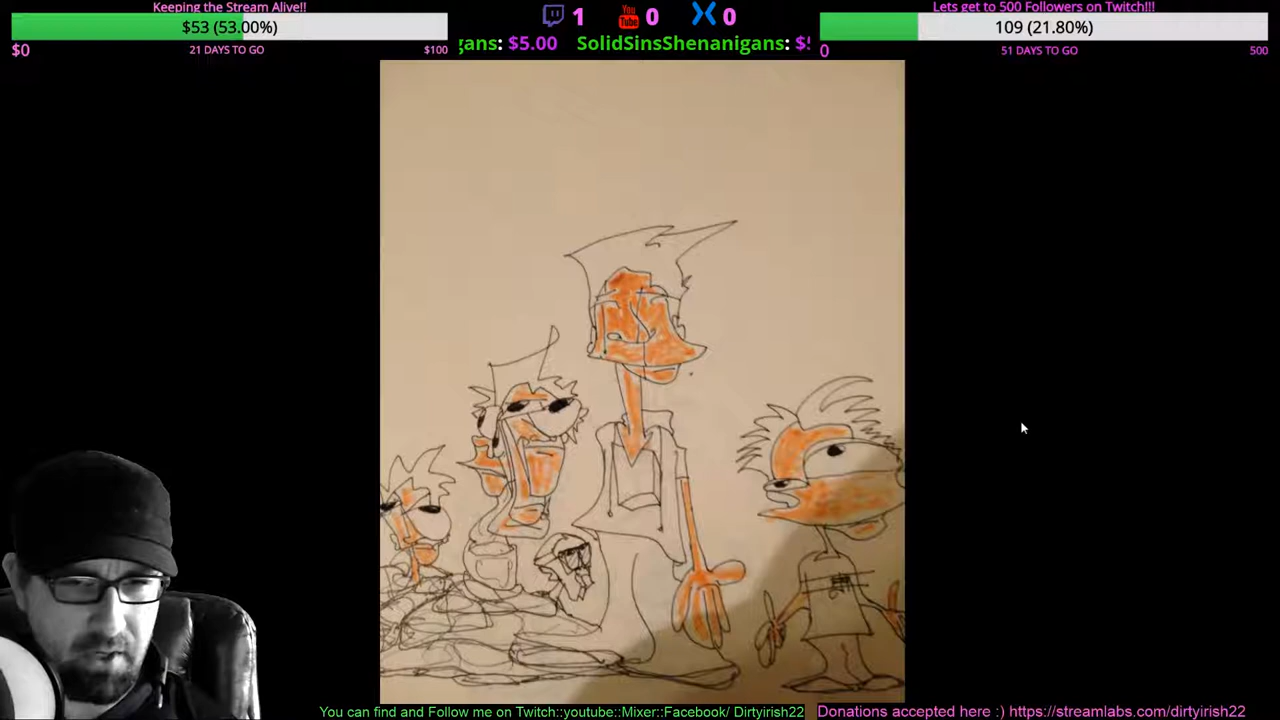 Keeping the Stream Alive!!
$53 (53.00%)
$0
21 DAYS TO GO
$100
1
You Tube
0
0
gans: $5.00 SolidSinsShenanigans: $
Lets get to 500 Followers on Twitch!!!
109 (21.80%)
0
51 DAYS TO GO
500
You can find and Follow me on Twitch::youtube::Mixer::Facebook/ Dirtyirish22
Donations accepted here :) https://streamlabs.com/dirtyirish22